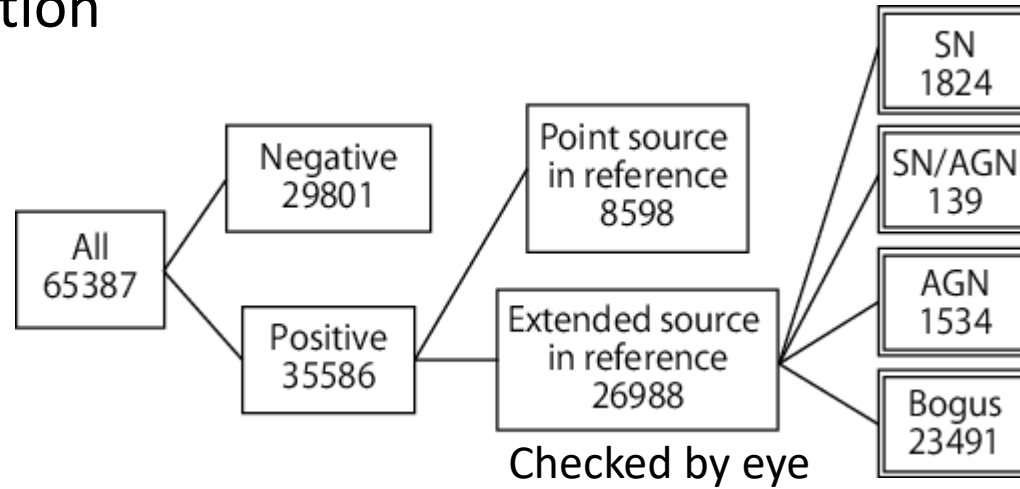 tion
All
65387
Negative
29801
Positive
35586
Point source
in reference
8598
Extended source
in reference
26988
Checked by eye
SN
1824
SN/AGN
139
AGN
1534
Bogus
23491